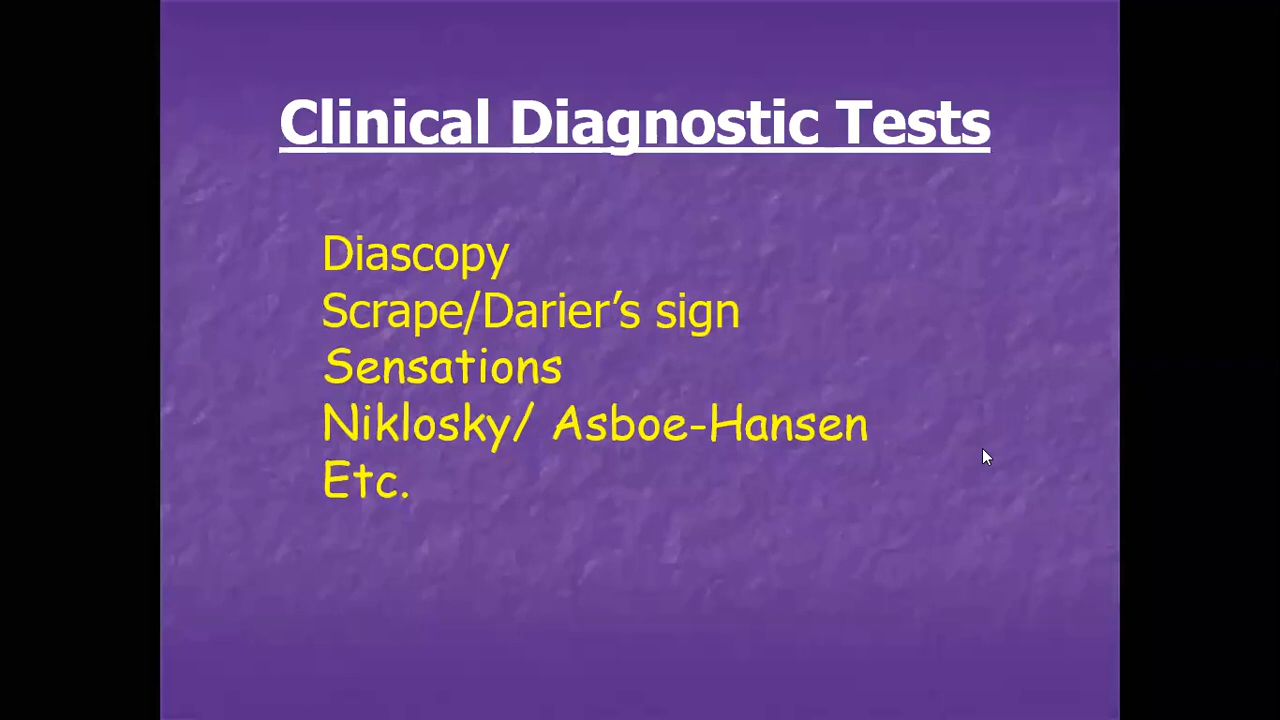 Clinical Diagnostic Tests
Diascopy
Scrape/Darier’s sign
Sensations
Niklosky/ Asboe-Hansen
Etc.